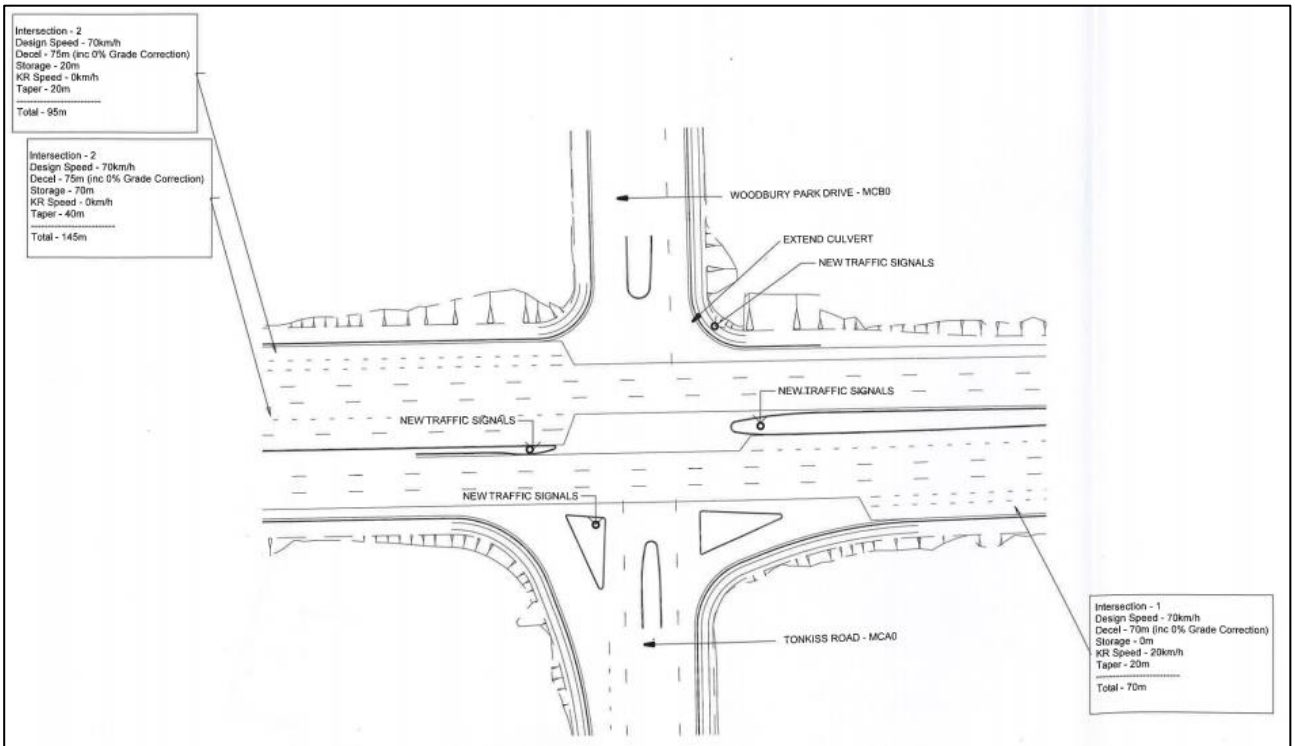 Intersection - 2
Design Speed - 70km/h
Decel - 75m (inc 0% Grade Correction)
Storage - 20m
KR Speed - 0km/h
Taper - 20m
------------------------
Total - 95m
Intersection - 2
Design Speed - 70km/h
Decel - 75m (inc 0% Grade Correction)
Storage - 70m
KR Speed - 0km/h
Taper - 40m
------------------------
Total - 145m
WOODBURY PARK DRIVE - MCB0
EXTEND CULVERT
NEW TRAFFIC SIGNALS
NEW TRAFFIC SIGNALS
NEW TRAFFIC SIGNALS
NEW TRAFFIC SIGNALS
TONKISS ROAD - MCA0
Intersection - 1
Design Speed - 70km/h
Decel - 70m (inc 0% Grade Correction)
Storage - 0m
KR Speed - 20km/h
Taper - 20m
------------------------
Total - 70m